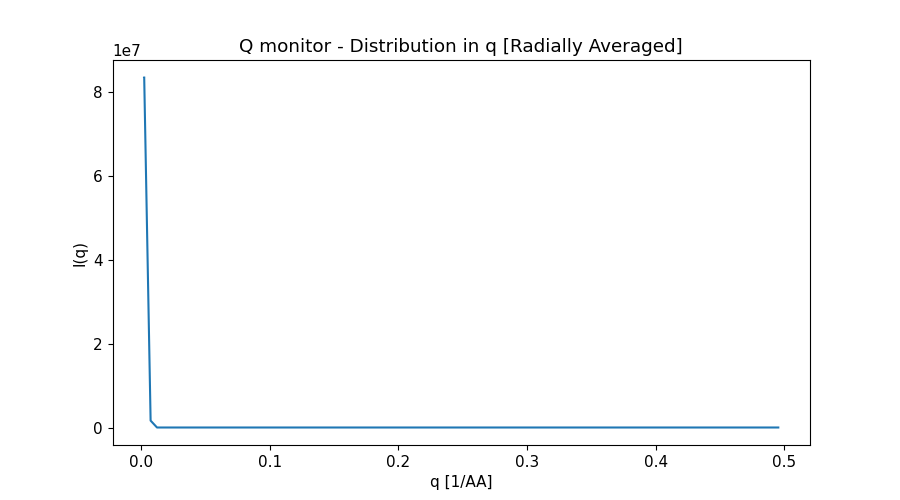 Q monitor - Distribution in q [Radially Averaged]
1e7
8
6
4
2
0
I(q)
0.0 0.1 0.2 0.3 0.4 0.5
q [1/AA]